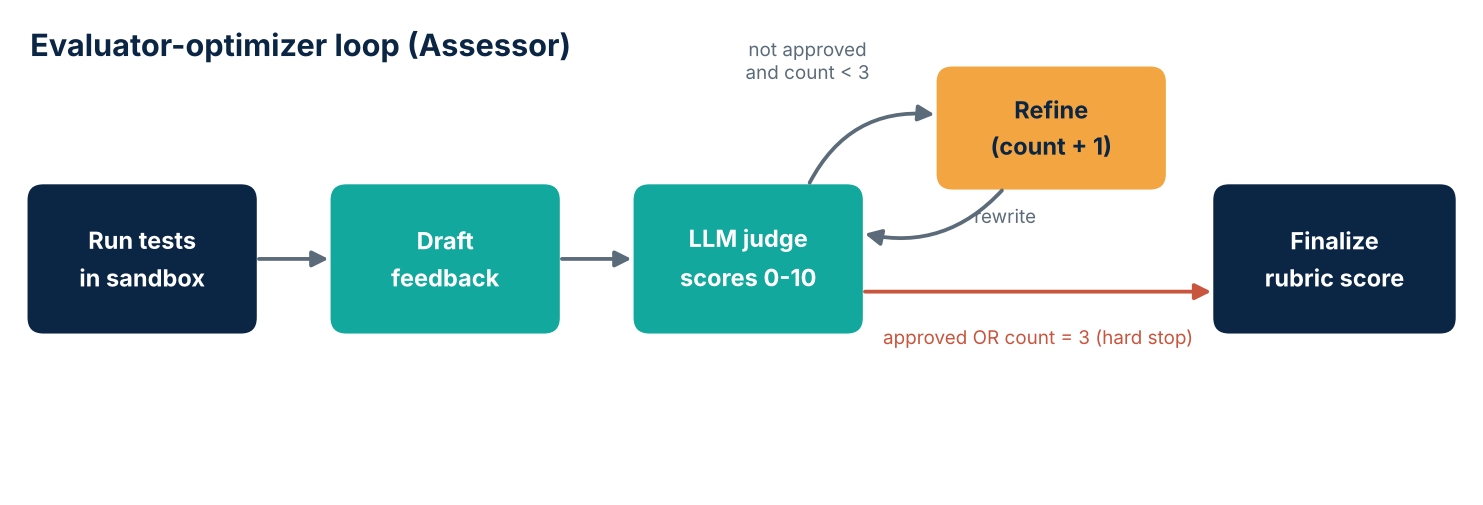 Evaluator-optimizer loop (Assessor)
not approved
and count < 3
Refine
(count + 1)
Run tests
in sandbox
Draft
feedback
LLM judge
scores 0-10
rewrite
Finalize
rubric score
approved OR count = 3 (hard stop)